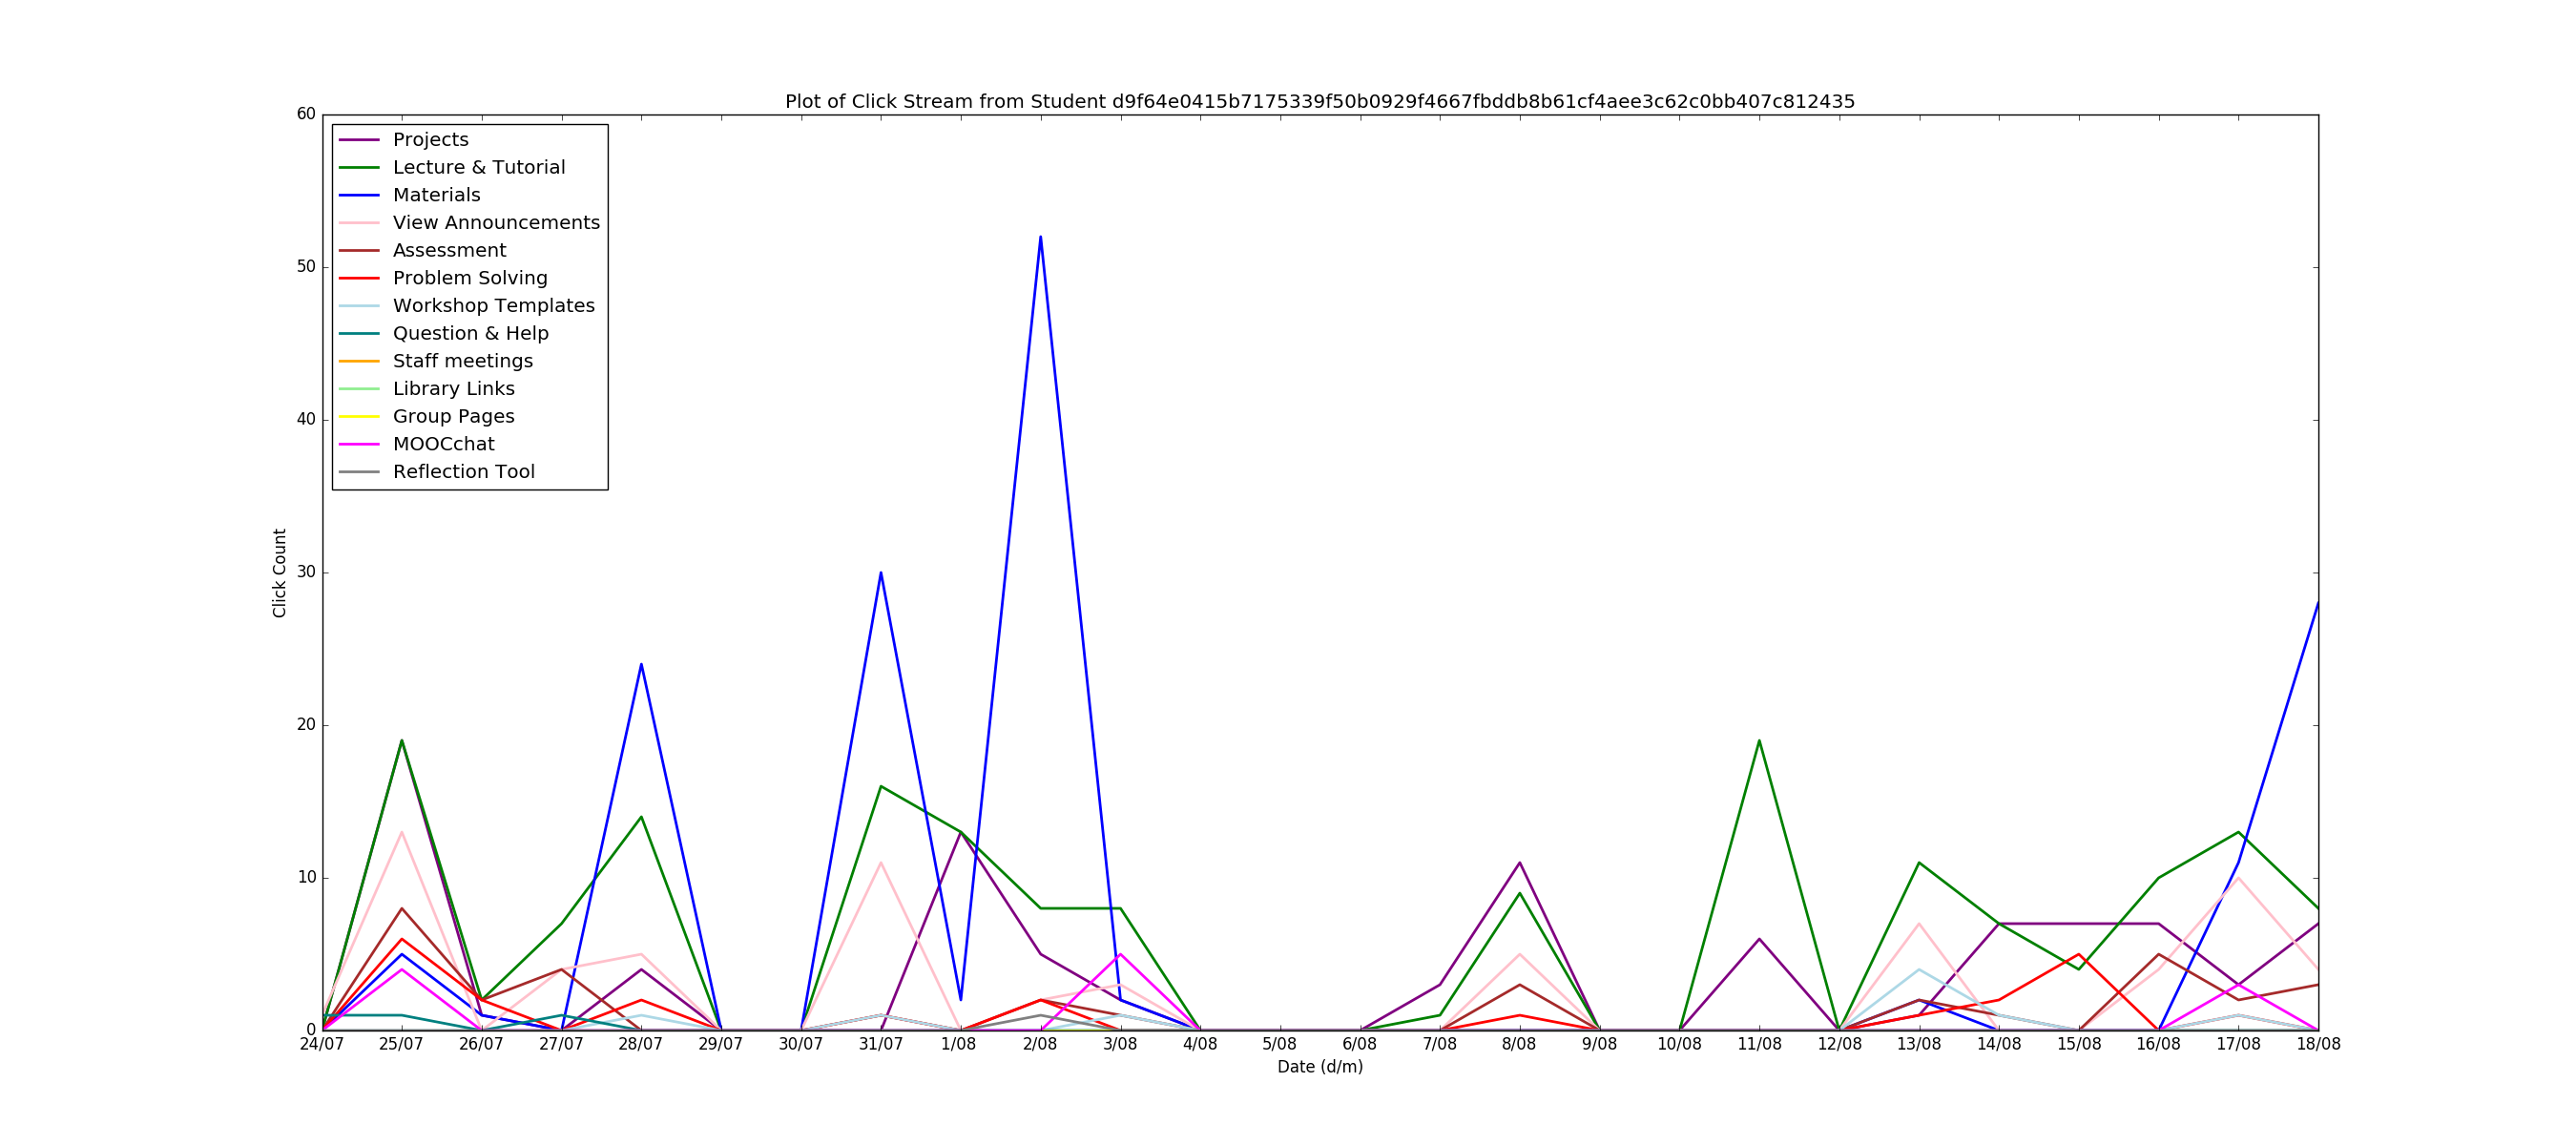 Plot of Click Stream from Student d9f64e0415b7175339f50b0929f4667fbddb8b61cf4aee3c62c0bb407c812435
60
50
40
30
20
10
0
Click Count
Projects
Lecture & Tutorial
Materials
View Announcements
Assessment
Problem Solving
Workshop Templates
Question & Help
Staff meetings
Library Links
Group Pages
MOOCchat
Reflection Tool
24/07 25/07 26/07 27/07 28/07 29/07 30/07 31/07 1/08 2/08 3/08 4/08 5/08 6/08 7/08 8/08 9/08 10/08 11/08 12/08 13/08 14/08 15/08 16/08 17/08 18/08
Date (d/m)